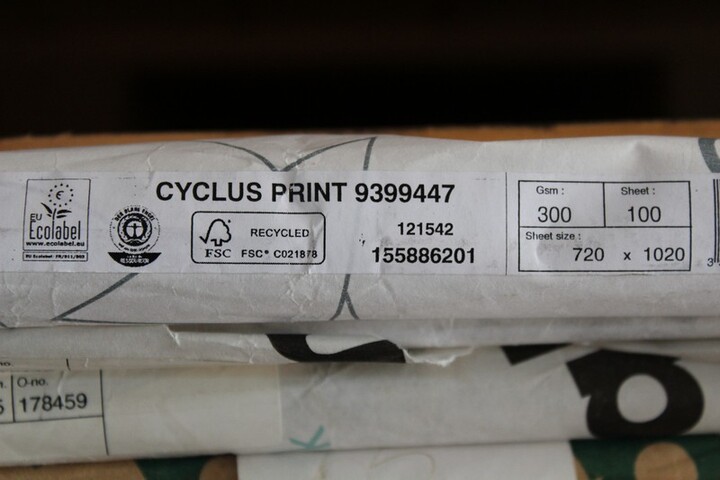 CYCLUS PRINT 9399447
EU
Ecolabel
www.ecolabel.eu
RECYCLED
FSC
FSC® C021878
121542
155886201
Gsm :
300
Sheet :
100
Sheet size :
720 x 1020
O-no.
178459